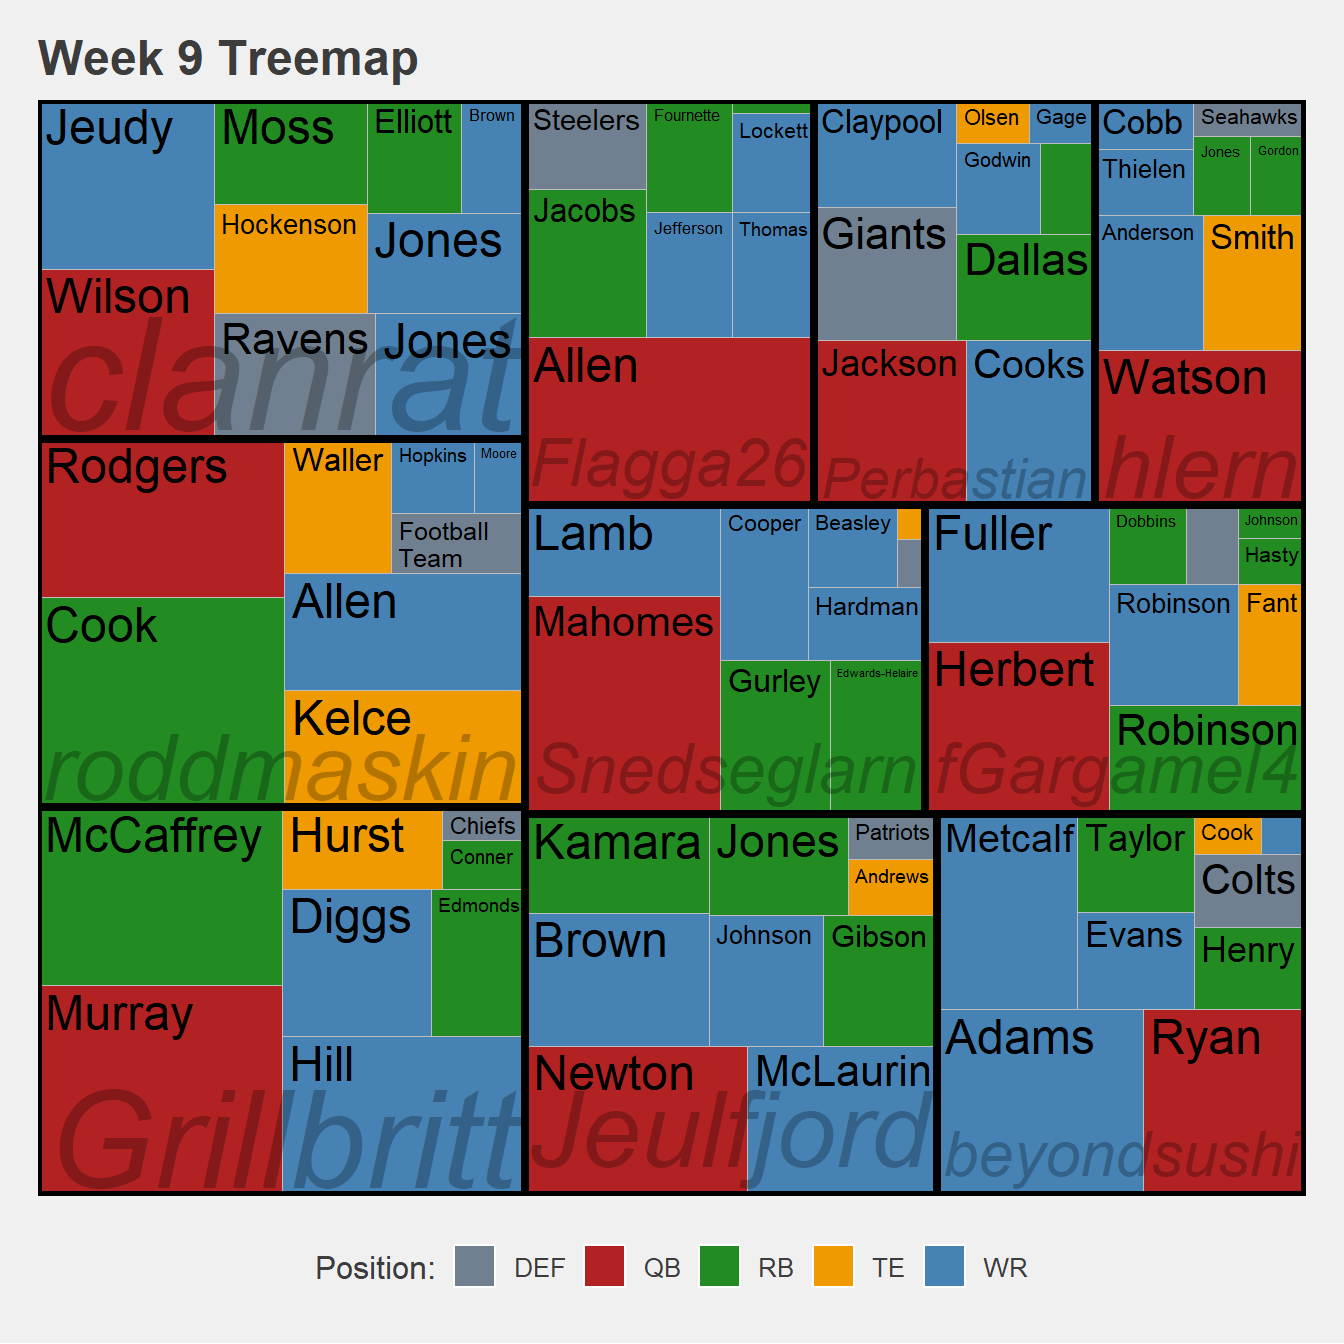 Week 9 Treemap
Jeudy
Moss
Elliott
Brown
Hockenson
Jones
Wilson
Ravens
Jones
clanrat
Steelers
Fournette
Lockett
Jacobs
Jefferson
Thomas
Allen
Flagga26
Claypool
Olsen
Gage
Godwin
Giants
Dallas
Jackson
Cooks
Perbastian
Cobb
Seahawks
Thielen
Jones
Gordon
Anderson
Smith
Watson
hlern
Rodgers
Waller
Hopkins
Moore
Football
Team
Cook
Allen
Kelce
roddmaskin
Lamb
Cooper
Beasley
Mahomes
Hardman
Gurley
Edwards-Helaire
Snedseglarn
Fuller
Dobbins
Johnson
Hasty
Robinson
Fant
Herbert
Robinson
fGargamel4
McCaffrey
Hurst
Chiefs
Conner
Diggs
Edmonds
Murray
Hill
Grillbritt
Kamara
Jones
Patriots
Andrews
Brown
Johnson
Gibson
Newton
McLaurin
Jeulfjord
Metcalf
Taylor
Cook
Colts
Evans
Henry
Adams
Ryan
beyondsushi
Position: DEF QB RB TE WR